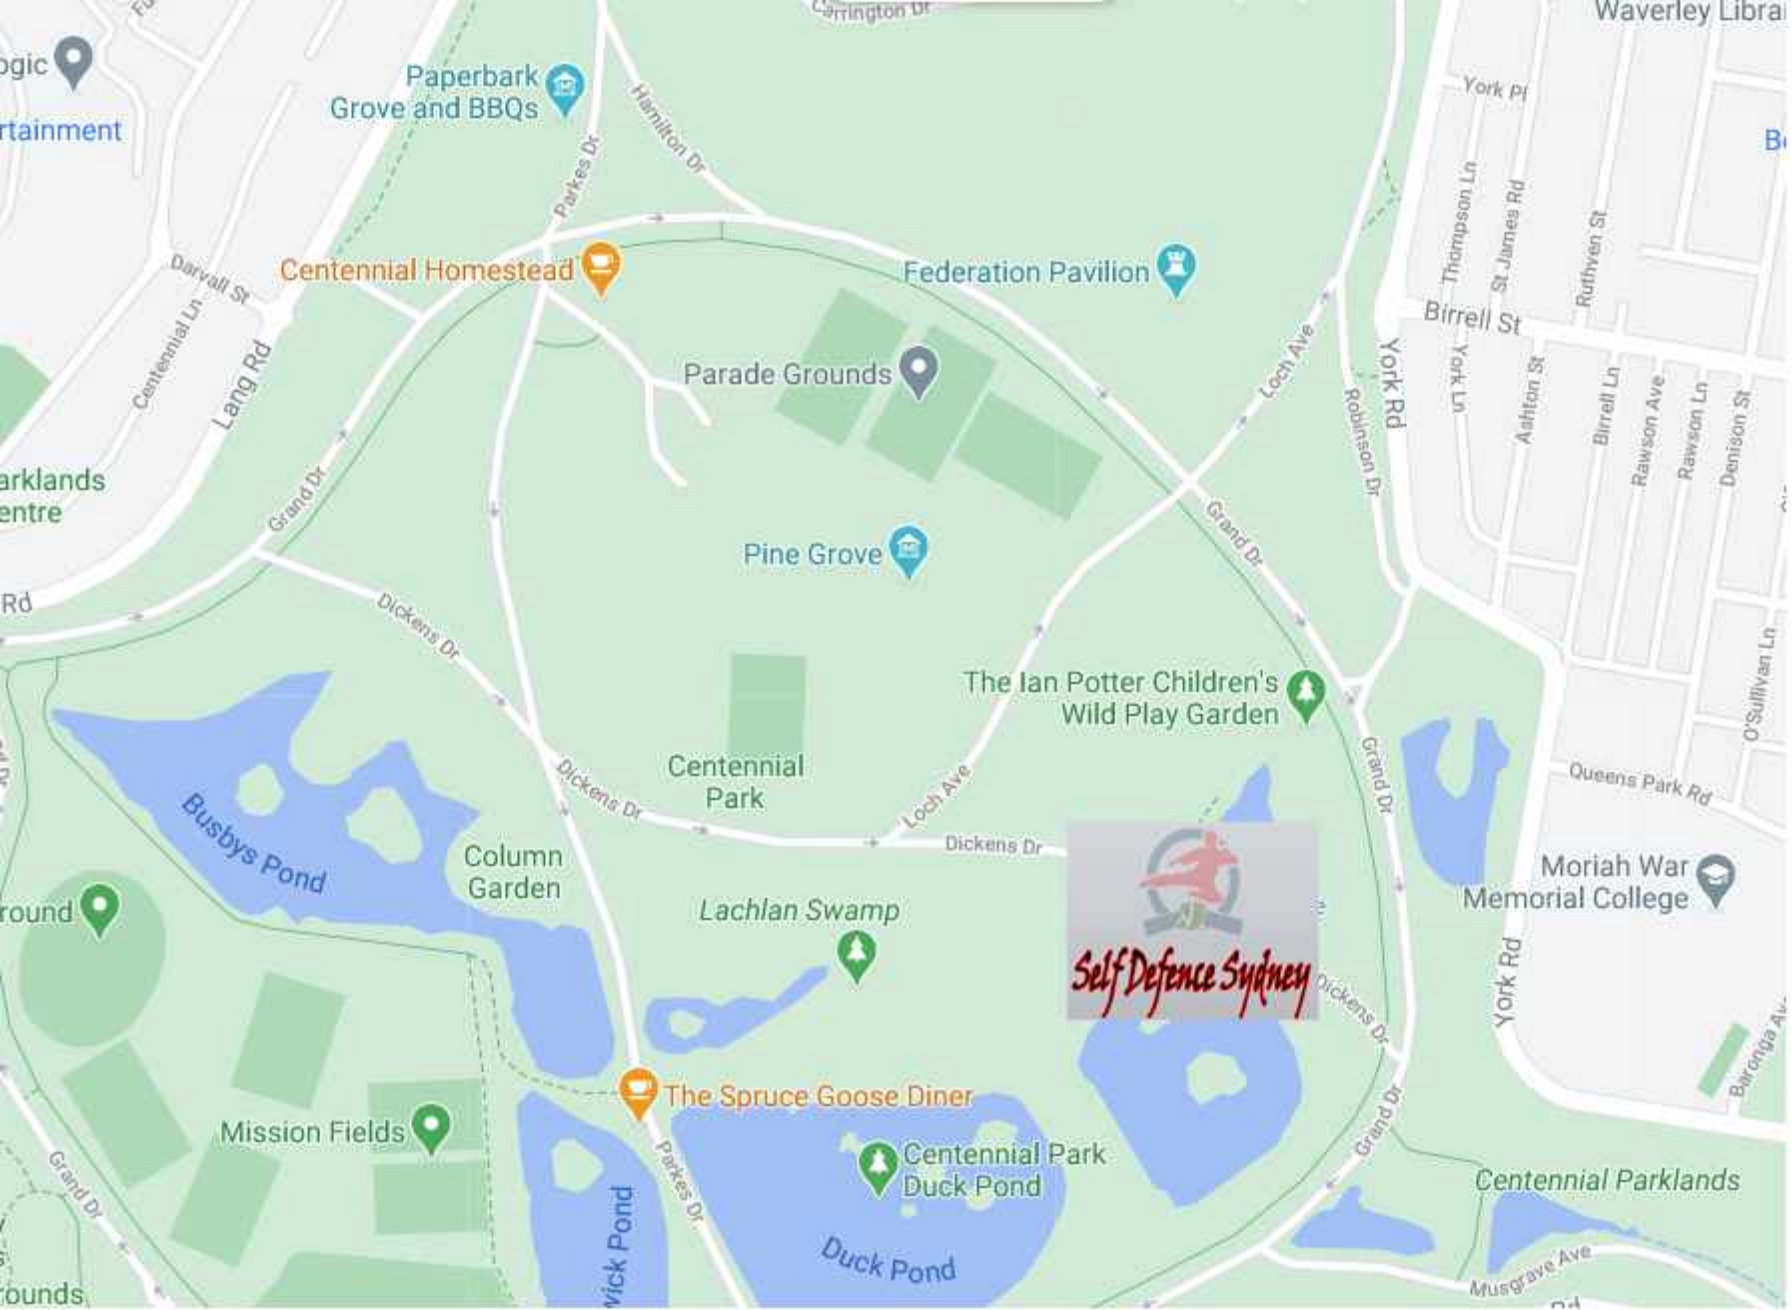 Carrington Dr
Waverley Libra
ogic
Paperbark
Grove and BBQs
Hamilton Dr
York Pl
rtainment
Parkes Dr
Thompson Ln
St James Rd
Ruthven St
Darvall St
Centennial Homestead
Federation Pavilion
Centennial Ln
Birrell St
Lang Rd
Parade Grounds
Loch Ave
York Rd
York Ln
Ashton St
Birrell Ln
Rawson Ave
Rawson Ln
Denison St
Robinson Dr
arklands
entre
Grand Dr
Grand Dr
Pine Grove
Rd
Dickens Dr
The Ian Potter Children's
Wild Play Garden
O'Sullivan Ln
Centennial
Park
Dickens Dr
Loch Ave
Grand Dr
Queens Park Rd
Busbys Pond
Column
Garden
Dickens Dr
Moriah War
Memorial College
round
Lachlan Swamp
Self Defence Sydney
Dickens Dr
York Rd
Baronga Av
The Spruce Goose Diner
Mission Fields
Centennial Park
Duck Pond
Grand Dr
Centennial Parklands
Grand Dr
Parkes Dr
wick Pond
Duck Pond
Musgrave Ave
rounds
Rd